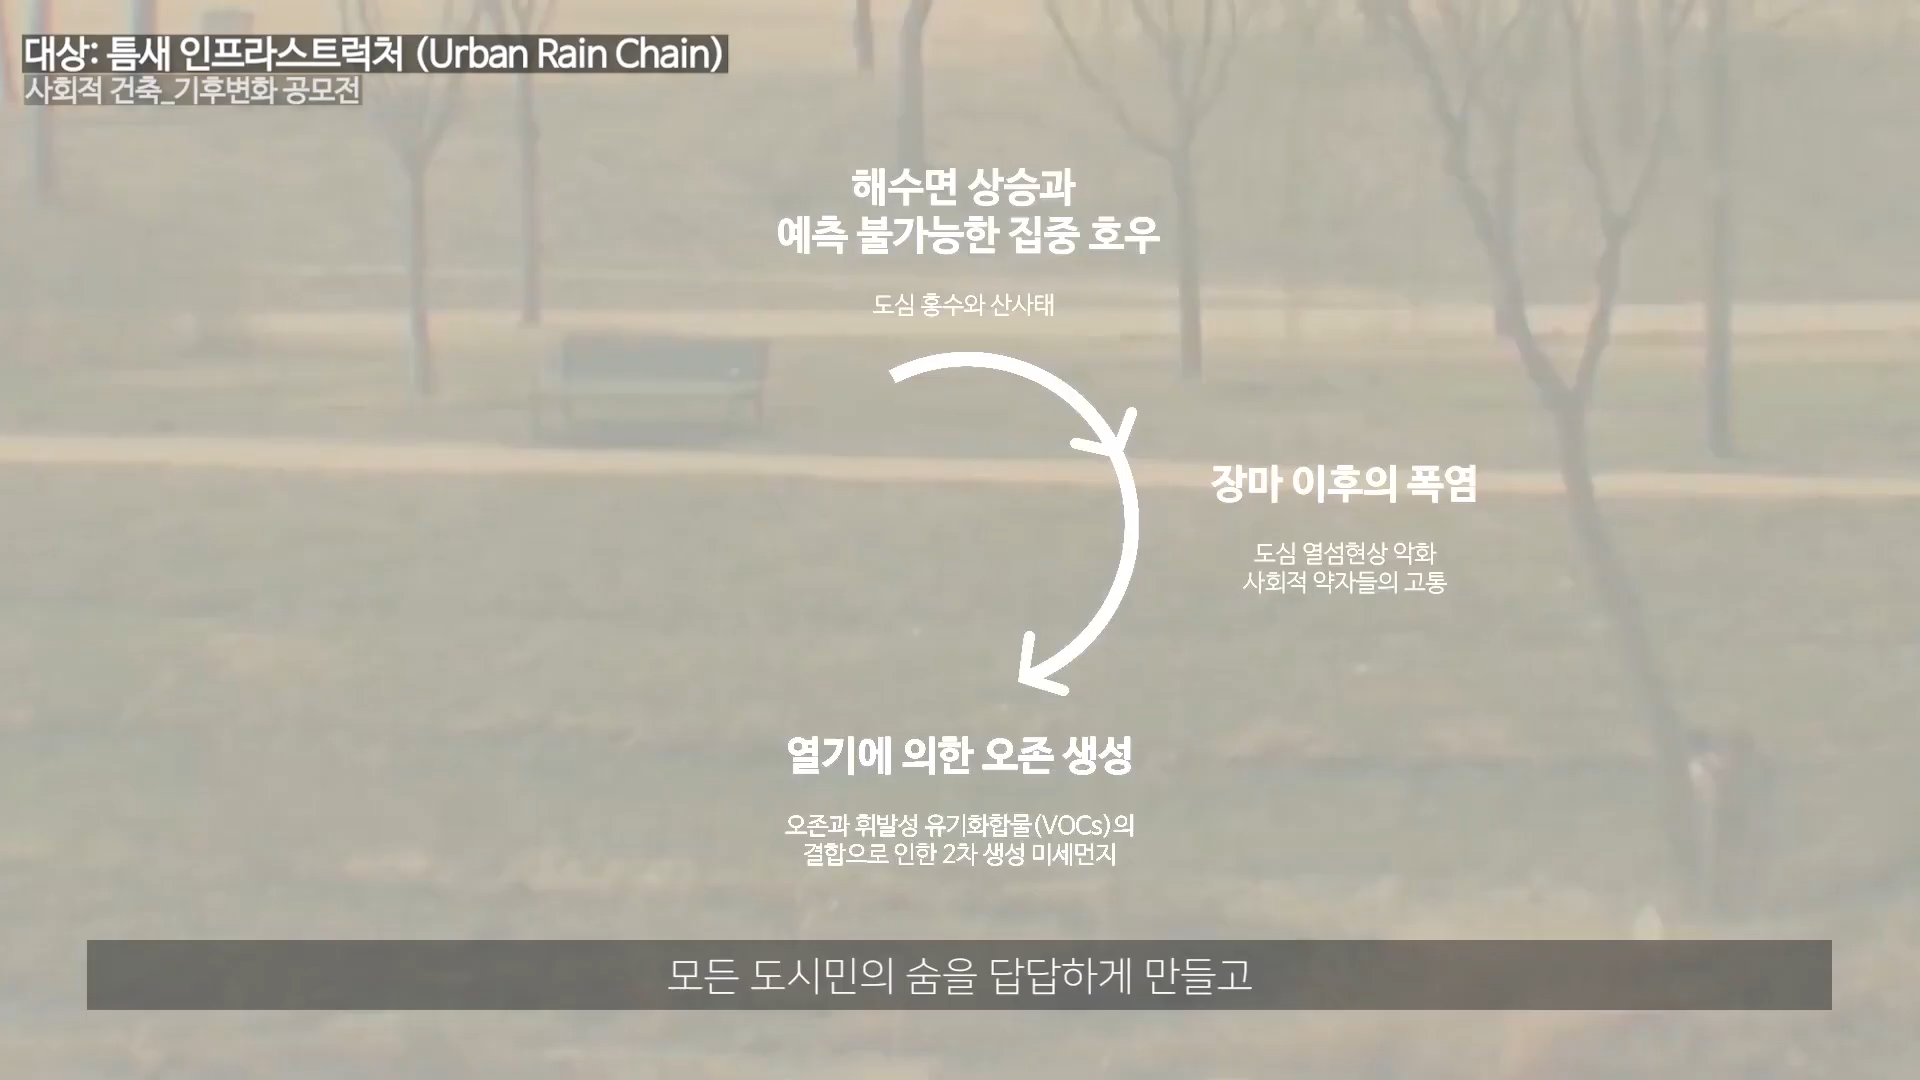 대상: 틈새 인프라스트럭처 (Urban Rain Chain)
사회적 건축_기후변화 공모전
해수면 상승과
예측 불가능한 집중 호우
도심 홍수와 산사태
장마 이후의 폭염
도심 열섬현상 악화
사회적 약자들의 고통
열기에 의한 오존 생성
오존과 휘발성 유기화합물(VOCs)의
결합으로 인한 2차 생성 미세먼지
모든 도시민의 숨을 답답하게 만들고